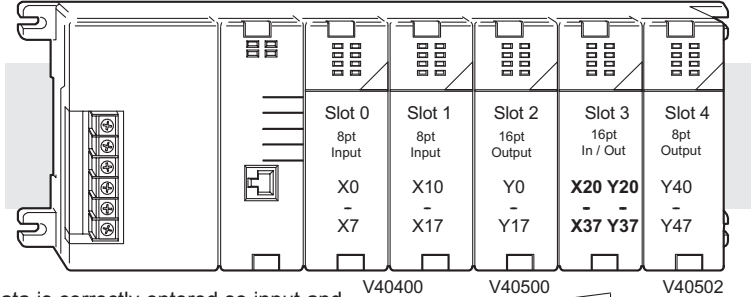 Slot 0 Slot 1 Slot 2 Slot 3 Slot 4
8pt 8pt 16pt 16pt 8pt
Input Input Output In / Out Output
X0 X10 Y0 X20 Y20 Y40
- - - - - -
X7 X17 Y17 X37 Y37 Y47
V40400 V40500 V40502